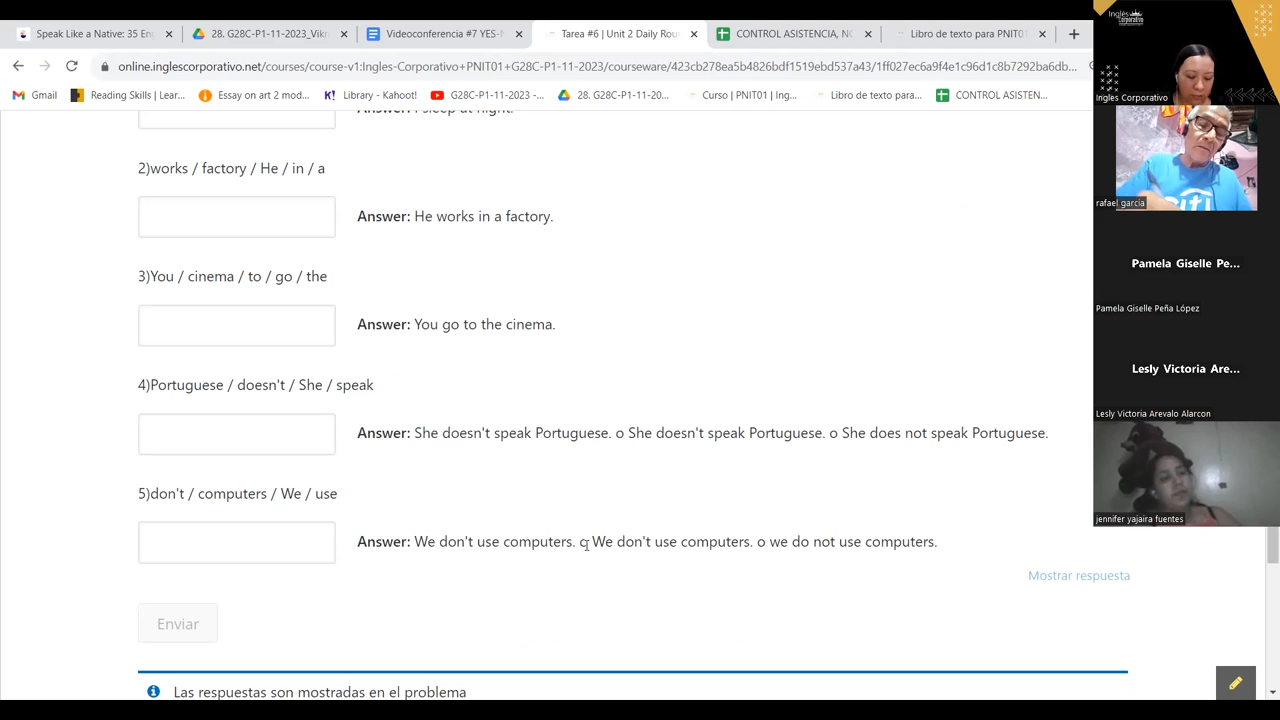 Speak Like a Native: 35 En
28. G28C-P1-11-2023_Vikn
Videoconferencia #7 YES-N
Tarea #6 | Unit 2 Daily Rou
CONTROL ASISTENCIA, NO
Libro de texto para PNIT01
online.inglescorporativo.net/courses/course-v1:Ingles-Corporativo+PNIT01+G28C-P1-11-2023/courseware/423cb278ea5b4826bdf1519ebd537a43/1ff027ec6a9f4e1c96d1c8b7292ba6db...
Gmail
Reading Skills | Lear...
Essay on art 2 mod...
Library - Kahoot!
G28C-P1-11-2023 -...
28. G28C-P1-11-20...
Curso | PNIT01 | Ing...
Libro de texto para...
CONTROL ASISTEN...
Inglés Corporativo
Ingles Corporativo
rafael garcia
Pamela Giselle Pe...
Pamela Giselle Peña López
Lesly Victoria Are...
Lesly Victoria Arevalo Alarcon
jennifer yajaira fuentes
Answer: I sleep at night.
2)works / factory / He / in / a
Answer: He works in a factory.
3)You / cinema / to / go / the
Answer: You go to the cinema.
4)Portuguese / doesn't / She / speak
Answer: She doesn't speak Portuguese. o She doesn't speak Portuguese. o She does not speak Portuguese.
5)don't / computers / We / use
Answer: We don't use computers. o We don't use computers. o we do not use computers.
Mostrar respuesta
Enviar
Las respuestas son mostradas en el problema